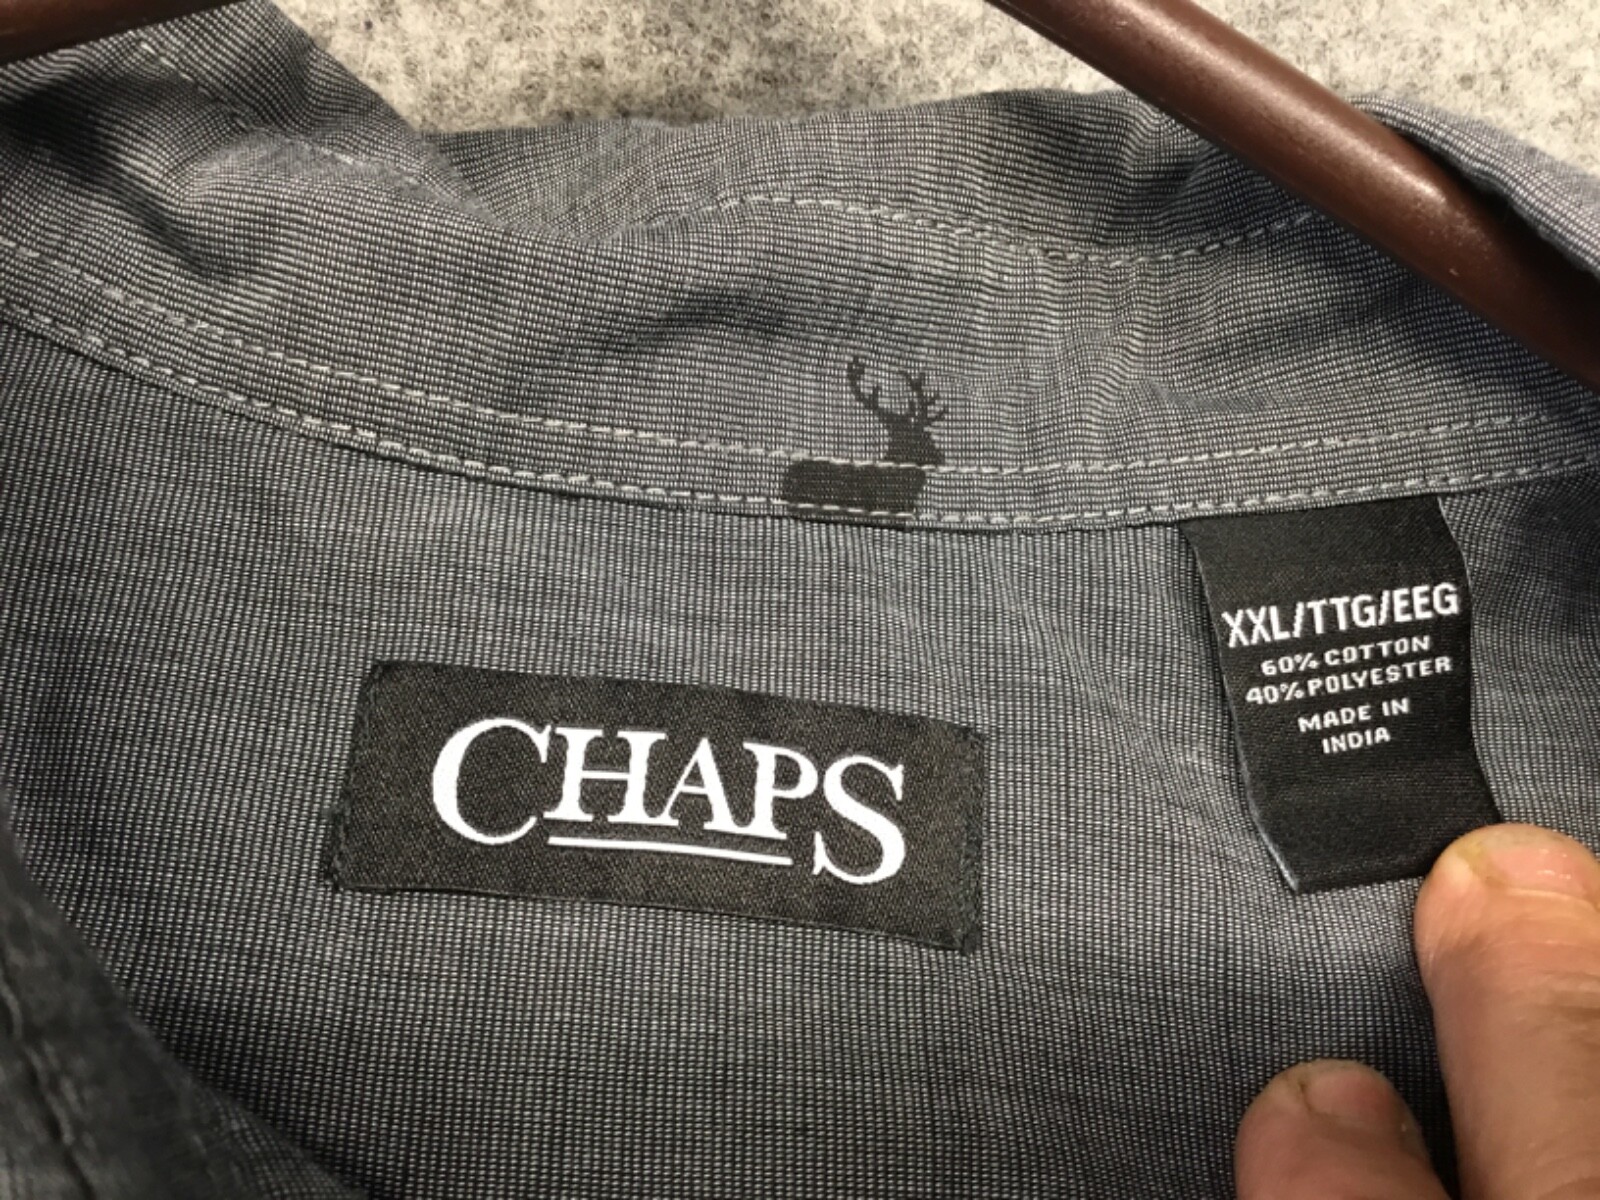 CHAPS
XXL/TTG/EEG
60% COTTON
40% POLYESTER
MADE IN
INDIA